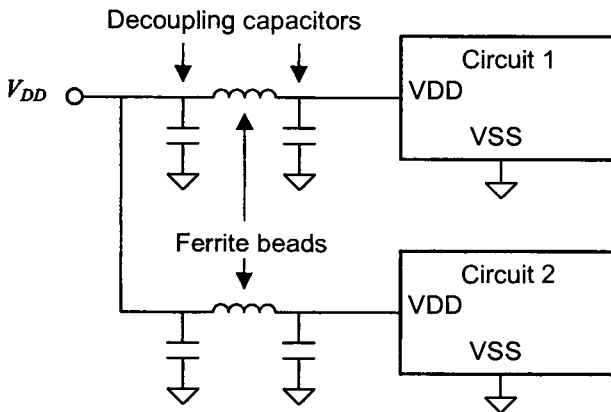 Decoupling capacitors
Circuit 1
V_DD
VDD
VSS
Ferrite beads
Circuit 2
VDD
VSS